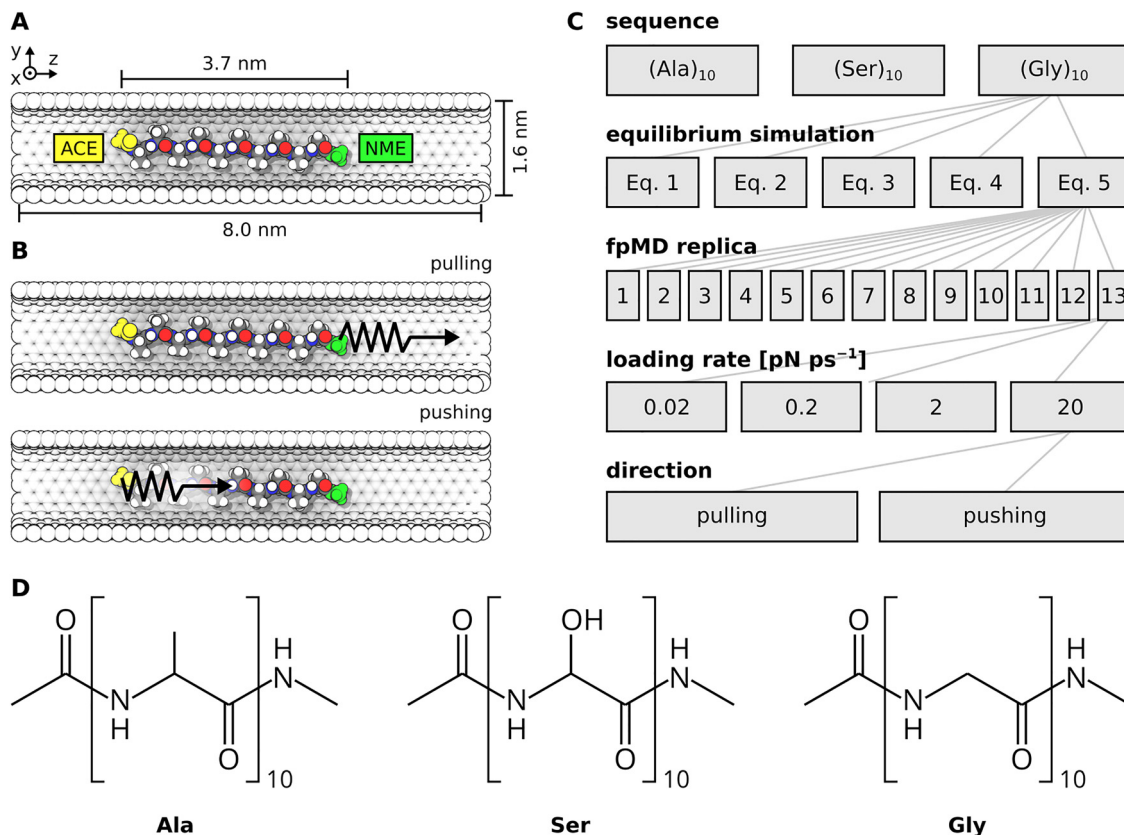 A
y
x
z
3.7 nm
ACE
NME
1.6 nm
8.0 nm
B
pulling
pushing
C
sequence
(Ala)₁₀
(Ser)₁₀
(Gly)₁₀
equilibrium simulation
Eq. 1
Eq. 2
Eq. 3
Eq. 4
Eq. 5
fpMD replica
1
2
3
4
5
6
7
8
9
10
11
12
13
loading rate [pN ps⁻¹]
0.02
0.2
2
20
direction
pulling
pushing
D
O
N
H
O
H
N
10
Ala
O
N
H
OH
O
H
N
10
Ser
O
N
H
O
H
N
10
Gly